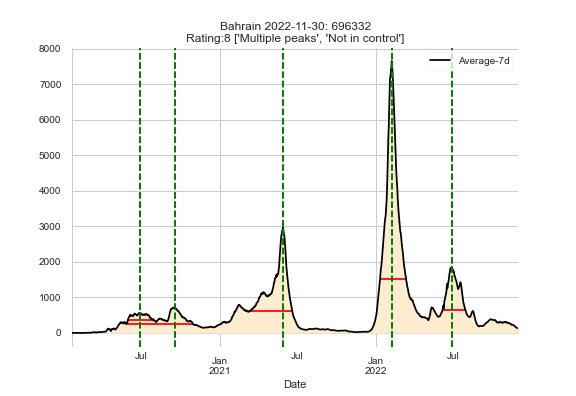 Bahrain 2022-11-30: 696332
Rating:8 ['Multiple peaks', 'Not in control']
Average-7d
8000
7000
6000
5000
4000
3000
2000
1000
0
Jul
Jan
2021
Jul
Jan
2022
Jul
Date